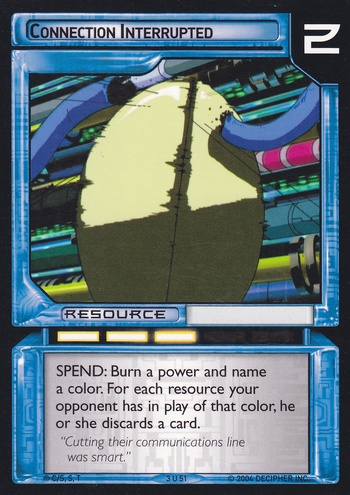 CONNECTION INTERRUPTED
2
RESOURCE
SPEND: Burn a power and name
a color. For each resource your
opponent has in play of that color, he
or she discards a card.
"Cutting their communications line
was smart."
© C/S, S, T
3 U 51
© 2004 DECIPHER INC.